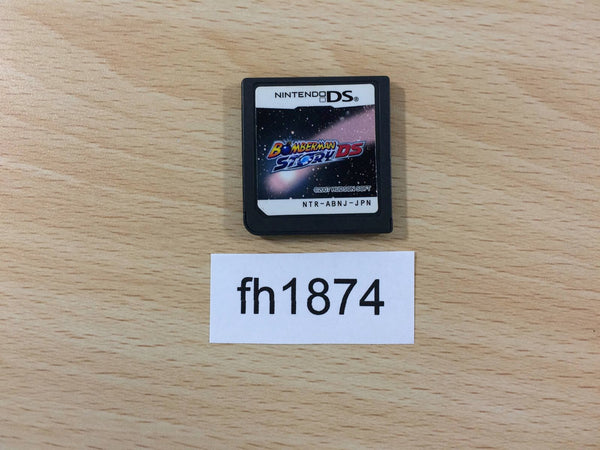 NINTENDO DS®
BOMBERMAN
STORY DS
©2007 HUDSON SOFT
NTR-ABNJ-JPN
fh1874